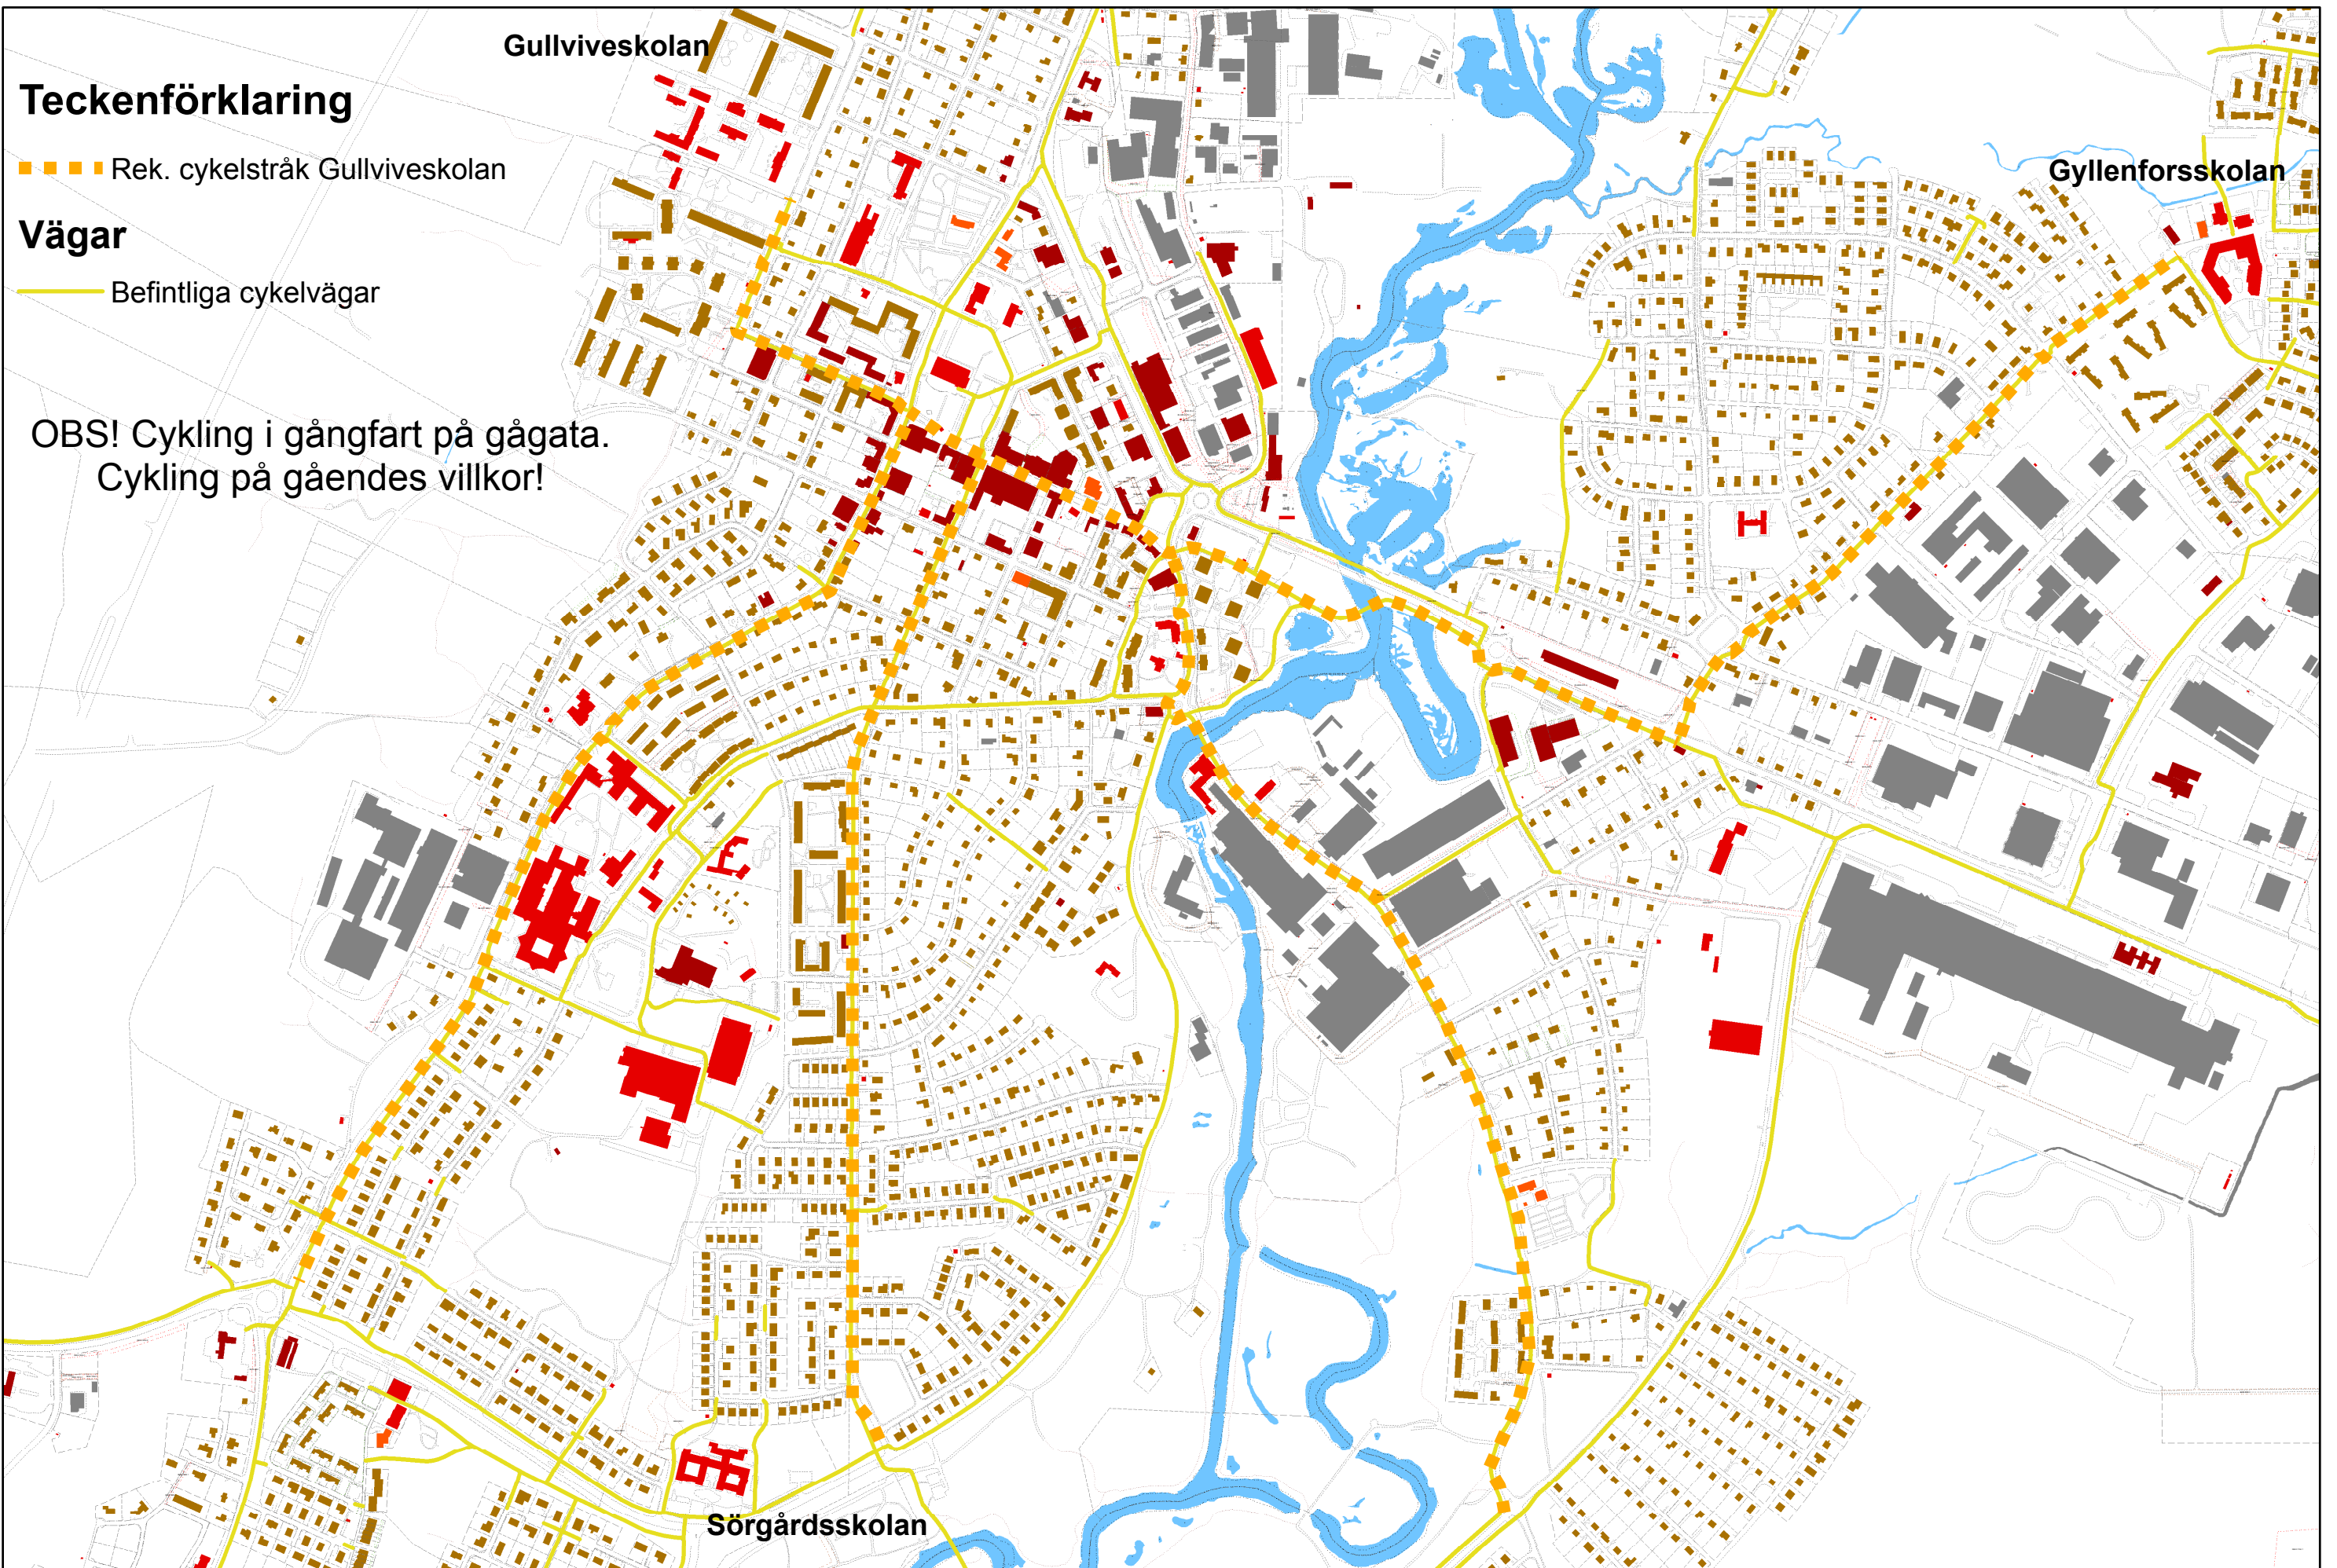 Gullviveskolan
Teckenförklaring
Rek. cykelstråk Gullviveskolan
Gyllenforsskolan
Vägar
Befintliga cykelvägar
OBS! Cykling i gångfart på gågata.
Cykling på gåendes villkor!
Sörgårdsskolan